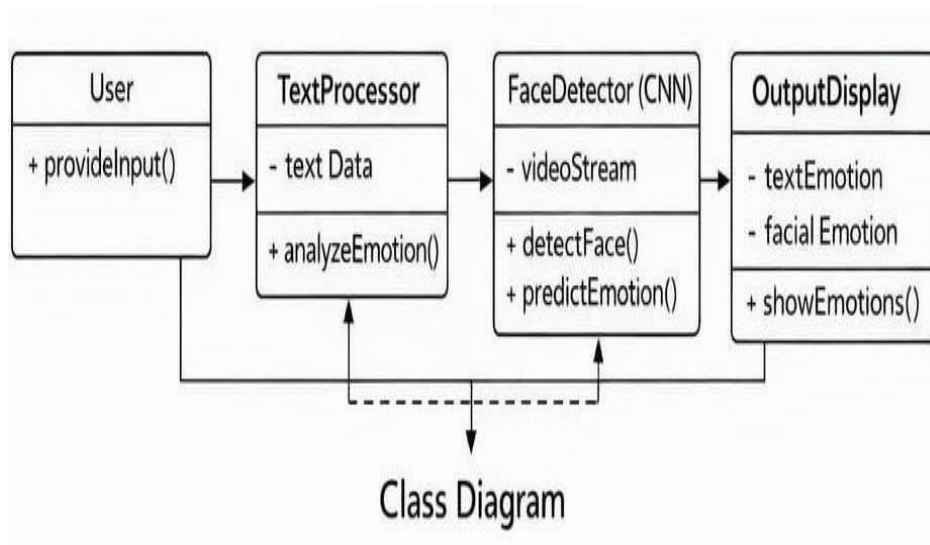 User
+ provideInput()
TextProcessor
- text Data
+ analyzeEmotion()
FaceDetector (CNN)
- videoStream
+ detectFace()
+ predictEmotion()
OutputDisplay
- textEmotion
- facial Emotion
+ showEmotions()
Class Diagram